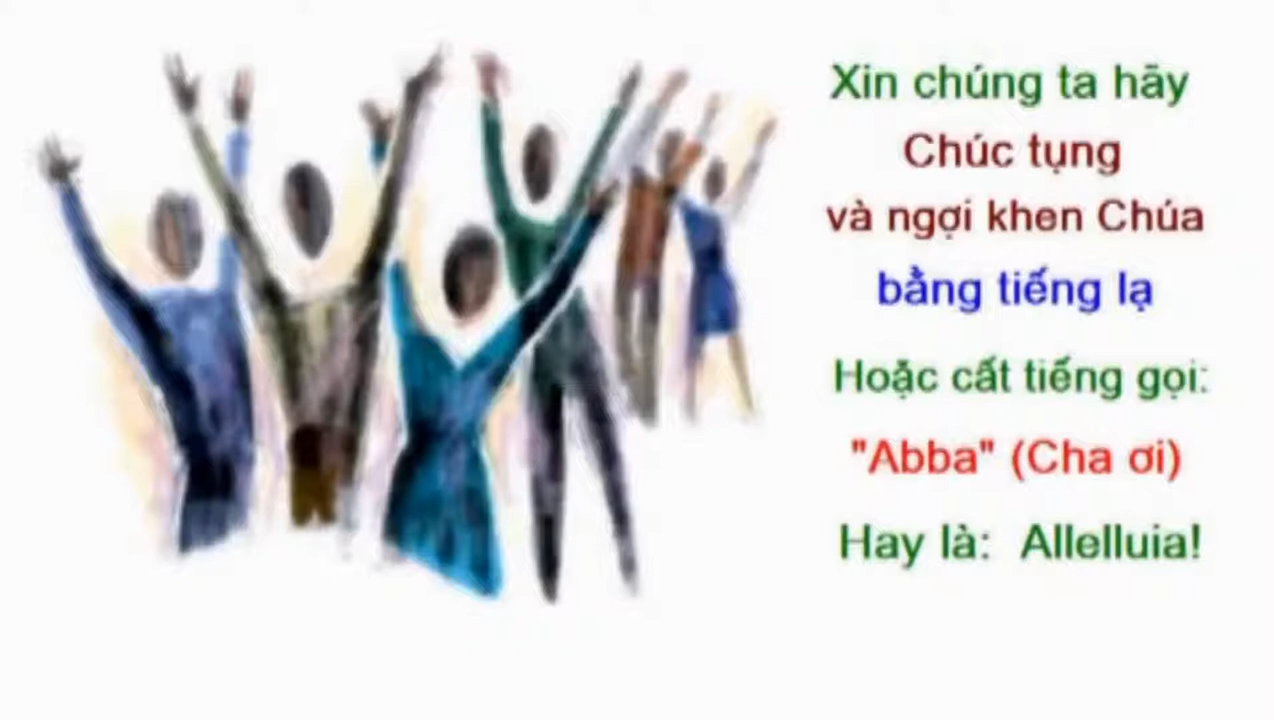 Xin chúng ta hãy
Chúc tụng
và ngợi khen Chúa
bằng tiếng lạ
Hoặc cất tiếng gọi:
"Abba" (Cha ơi)
Hay là: Allelluia!